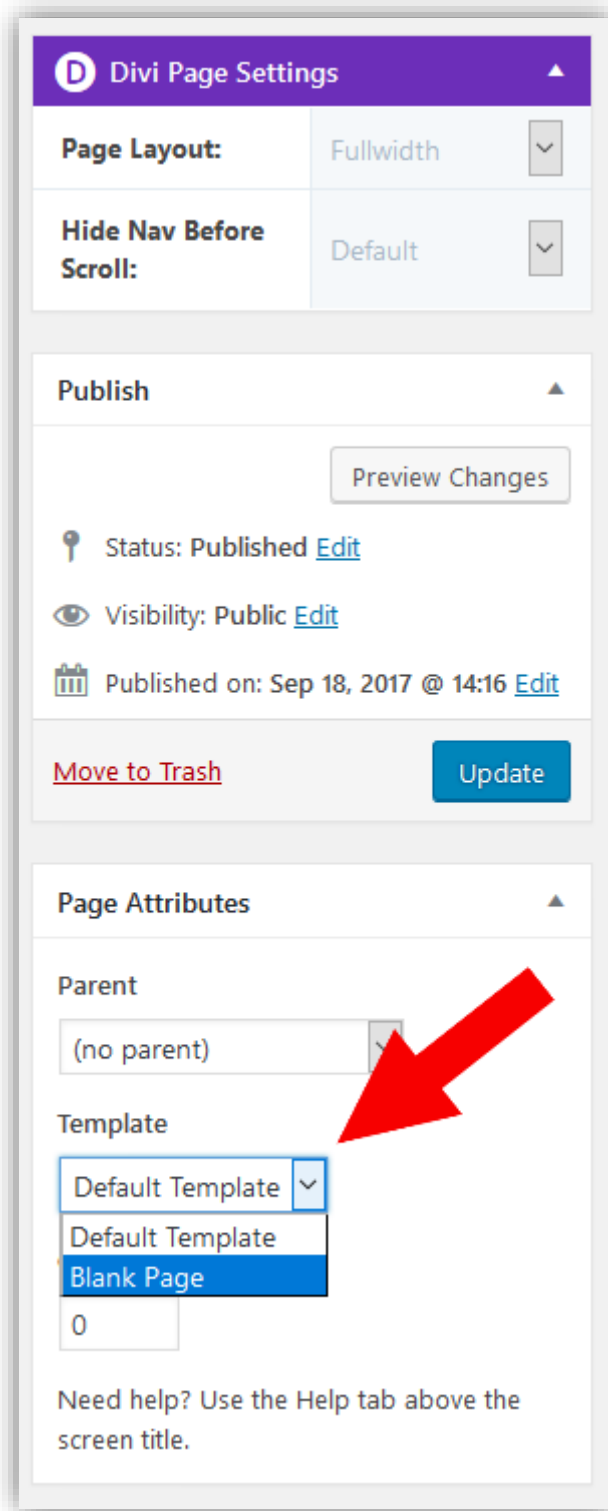 D Divi Page Settings
Page Layout: Fullwidth
Hide Nav Before Scroll: Default
Publish
Preview Changes
Status: Published Edit
Visibility: Public Edit
Published on: Sep 18, 2017 @ 14:16 Edit
Move to Trash Update
Page Attributes
Parent
(no parent)
Template
Default Template
Default Template
Blank Page
0
Need help? Use the Help tab above the
screen title.